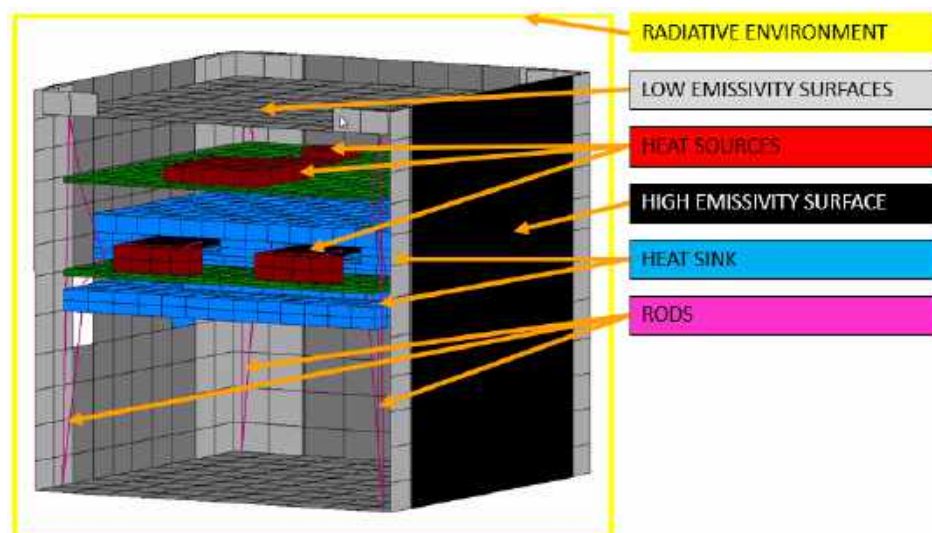 RADIATIVE ENVIRONMENT
LOW EMISSIVITY SURFACES
HEAT SOURCES
HIGH EMISSIVITY SURFACE
HEAT SINK
RODS